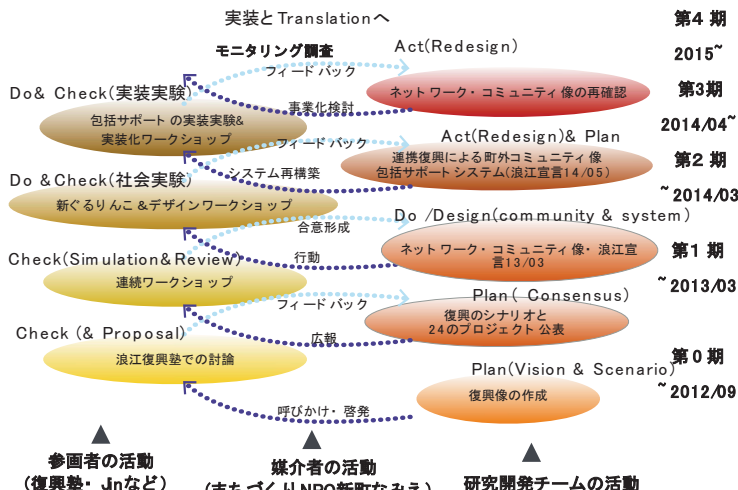 実装とTranslationへ
第4 期
2015~
モニタリング調査
Act(Redesign)
フィードバック
Do& Check(実装実験)
ネットワーク・コミュニティ像の再確認
第3期
事業化検討
包括サポートの実装実験&
実装化ワークショップ
2014/04~
フィードバック
Act(Redesign)& Plan
連携復興による町外コミュニティ像
包括サポートシステム(浪江宣言14/05)
第２ 期
システム再構築
Do &Check(社会実験)
~ 2014/03
新ぐるりんこ＆デザインワークショップ
Do /Design(community & system)
合意形成
ネットワーク・コミュニティ像・浪江宣
言13/03
第１ 期
行動
Check(Simulation&Review)
連続ワークショップ
~ 2013/03
フィードバック
Plan( Consensus)
復興のシナリオと
24のプロジェクト公表
Check (& Proposal)
広報
浪江復興塾での討論
第０ 期
Plan(Vision & Scenario)
~ 2012/09
復興像の作成
呼びかけ・啓発
参画者の活動
(復興塾・Jinなど)
媒介者の活動
(まちづくりNPO新町なみえ)
研究開発チームの活動